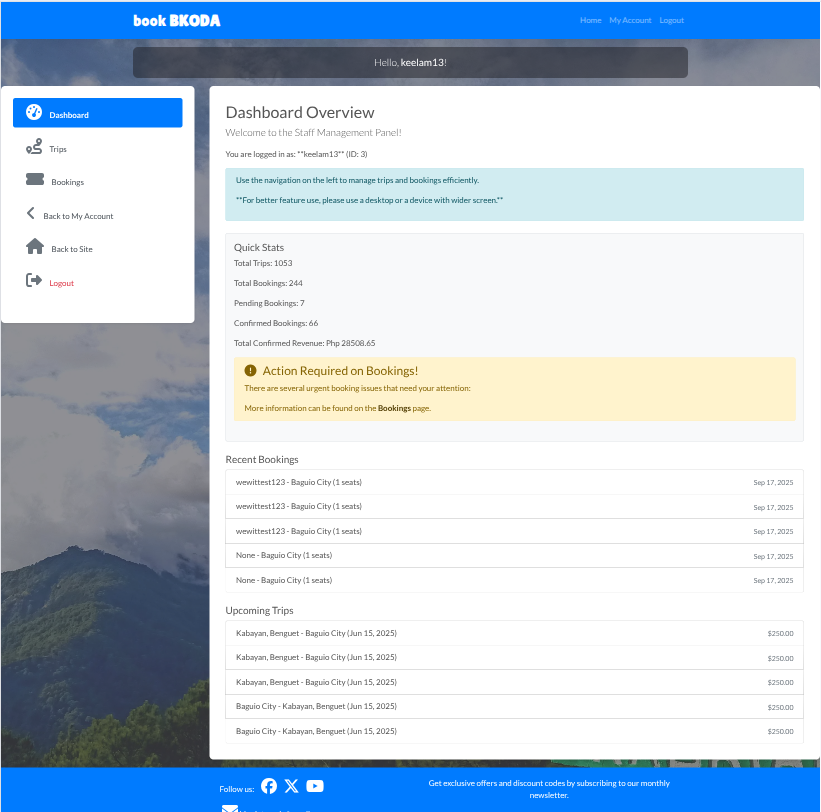 book BKODA
Home My Account Logout
Hello, keelam13!
Dashboard
Trips
Bookings
Back to My Account
Back to Site
Logout
Dashboard Overview
Welcome to the Staff Management Panel!
You are logged in as: **keelam13** (ID: 3)
Use the navigation on the left to manage trips and bookings efficiently.
**For better feature use, please use a desktop or a device with wider screen.**
Quick Stats
Total Trips: 1053
Total Bookings: 244
Pending Bookings: 7
Confirmed Bookings: 66
Total Confirmed Revenue: Php 28508.65
Action Required on Bookings!
There are several urgent booking issues that need your attention:
More information can be found on the Bookings page.
Recent Bookings
wewittest123 - Baguio City (1 seats) Sep 17, 2025
wewittest123 - Baguio City (1 seats) Sep 17, 2025
wewittest123 - Baguio City (1 seats) Sep 17, 2025
None - Baguio City (1 seats) Sep 17, 2025
None - Baguio City (1 seats) Sep 17, 2025
Upcoming Trips
Kabayan, Benguet - Baguio City (Jun 15, 2025) $250.00
Kabayan, Benguet - Baguio City (Jun 15, 2025) $250.00
Kabayan, Benguet - Baguio City (Jun 15, 2025) $250.00
Baguio City - Kabayan, Benguet (Jun 15, 2025) $250.00
Baguio City - Kabayan, Benguet (Jun 15, 2025) $250.00
Follow us:
Get exclusive offers and discount codes by subscribing to our monthly
newsletter.